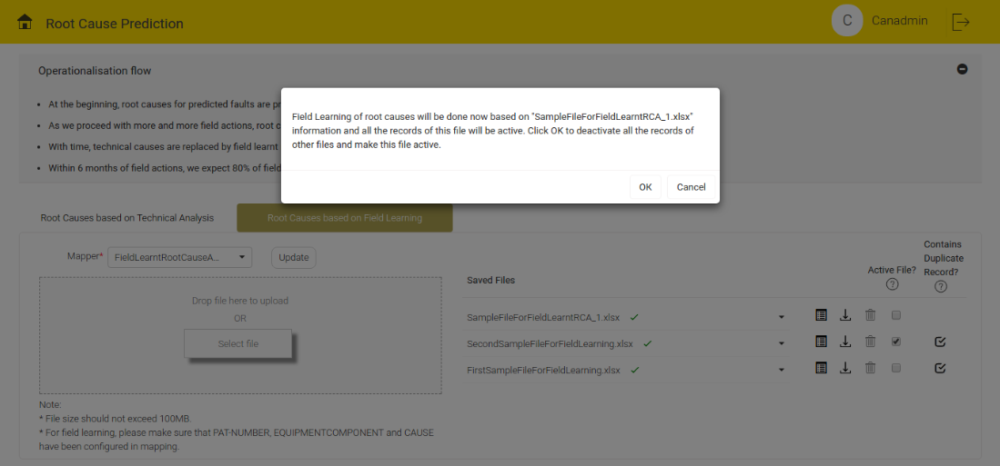 Root Cause Prediction
C
Canadmin
Operationalisation flow
At the beginning, root causes for predicted faults are pr
As we proceed with more and more field actions, root c
With time, technical causes are replaced by field learnt
Within 6 months of field actions, we expect 80% of field
Field Learning of root causes will be done now based on "SampleFileForFieldLearntRCA_1.xlsx"
information and all the records of this file will be active. Click OK to deactivate all the records of
other files and make this file active.
OK
Cancel
Root Causes based on Technical Analysis
Root Causes based on Field Learning
Mapper*
FieldLearntRootCauseA...
Update
Drop file here to upload
OR
Select file
Note:
* File size should not exceed 100MB.
* For field learning, please make sure that PAT-NUMBER, EQUIPMENTCOMPONENT and CAUSE
have been configured in mapping.
Saved Files
Active File?
?
Contains
Duplicate
Record?
?
SampleFileForFieldLearntRCA_1.xlsx
SecondSampleFileForFieldLearning.xlsx
FirstSampleFileForFieldLearning.xlsx